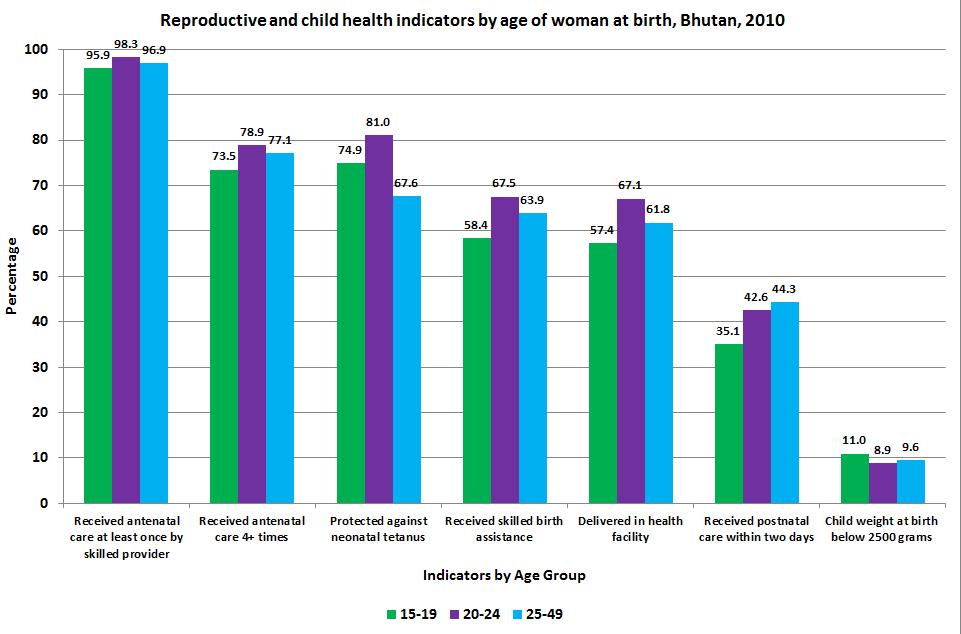 Reproductive and child health indicators by age of woman at birth, Bhutan, 2010
Percentage
100
90
80
70
60
50
40
30
20
10
0
95.9 98.3 96.9
73.5 78.9 77.1
74.9 81.0 67.6
58.4 67.5 63.9
57.4 67.1 61.8
35.1 42.6 44.3
11.0 8.9 9.6
Received antenatal
care at least once by
skilled provider
Received antenatal
care 4+ times
Protected against
neonatal tetanus
Received skilled birth
assistance
Delivered in health
facility
Received postnatal
care within two days
Child weight at birth
below 2500 grams
Indicators by Age Group
15-19 20-24 25-49